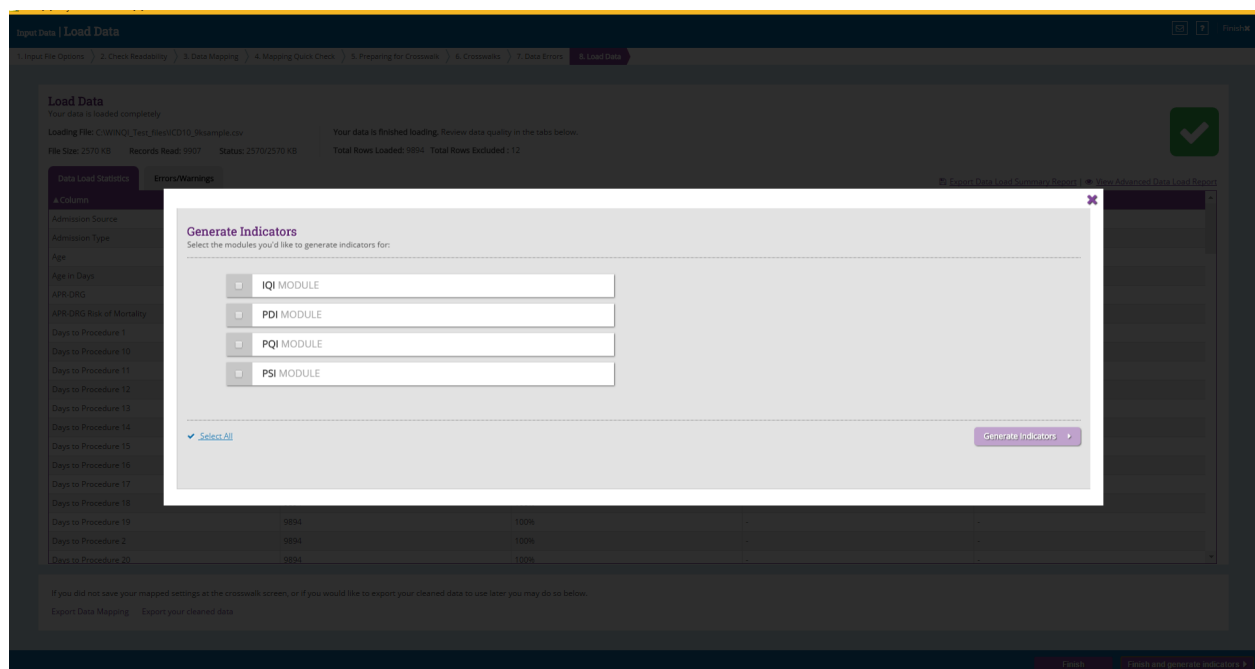 Input Data | Load Data
Finish
1. Input File Options 2. Check Readability 3. Data Mapping 4. Mapping Quick Check 5. Preparing for Crosswalk 6. Crosswalks 7. Data Errors 8. Load Data
Load Data
Your data is loaded completely
Loading File: C:\WINQI_Test_files\ICD10_9ksample.csv
Your data is finished loading. Review data quality in the tabs below.
File Size: 2570 KB Records Read: 9907 Status: 2570/2570 KB
Total Rows Loaded: 9894 Total Rows Excluded : 12
Data Load Statistics Errors/Warnings
Export Data Load Summary Report | View Advanced Data Load Report
Column
Admission Source
Admission Type
Age
Age in Days
APR-DRG
APR-DRG Risk of Mortality
Days to Procedure 1
Days to Procedure 10
Days to Procedure 11
Days to Procedure 12
Days to Procedure 13
Days to Procedure 14
Days to Procedure 15
Days to Procedure 16
Days to Procedure 17
Days to Procedure 18
Days to Procedure 19 9894 100% - -
Days to Procedure 2 9894 100% - -
Days to Procedure 20 9894 100%
Generate Indicators
Select the modules you'd like to generate indicators for:
IQI MODULE
PDI MODULE
PQI MODULE
PSI MODULE
Select All
Generate Indicators
If you did not save your mapped settings at the crosswalk screen, or if you would like to export your cleaned data to use later you may do so below.
Export Data Mapping Export your cleaned data
Finish Finish and generate indicators